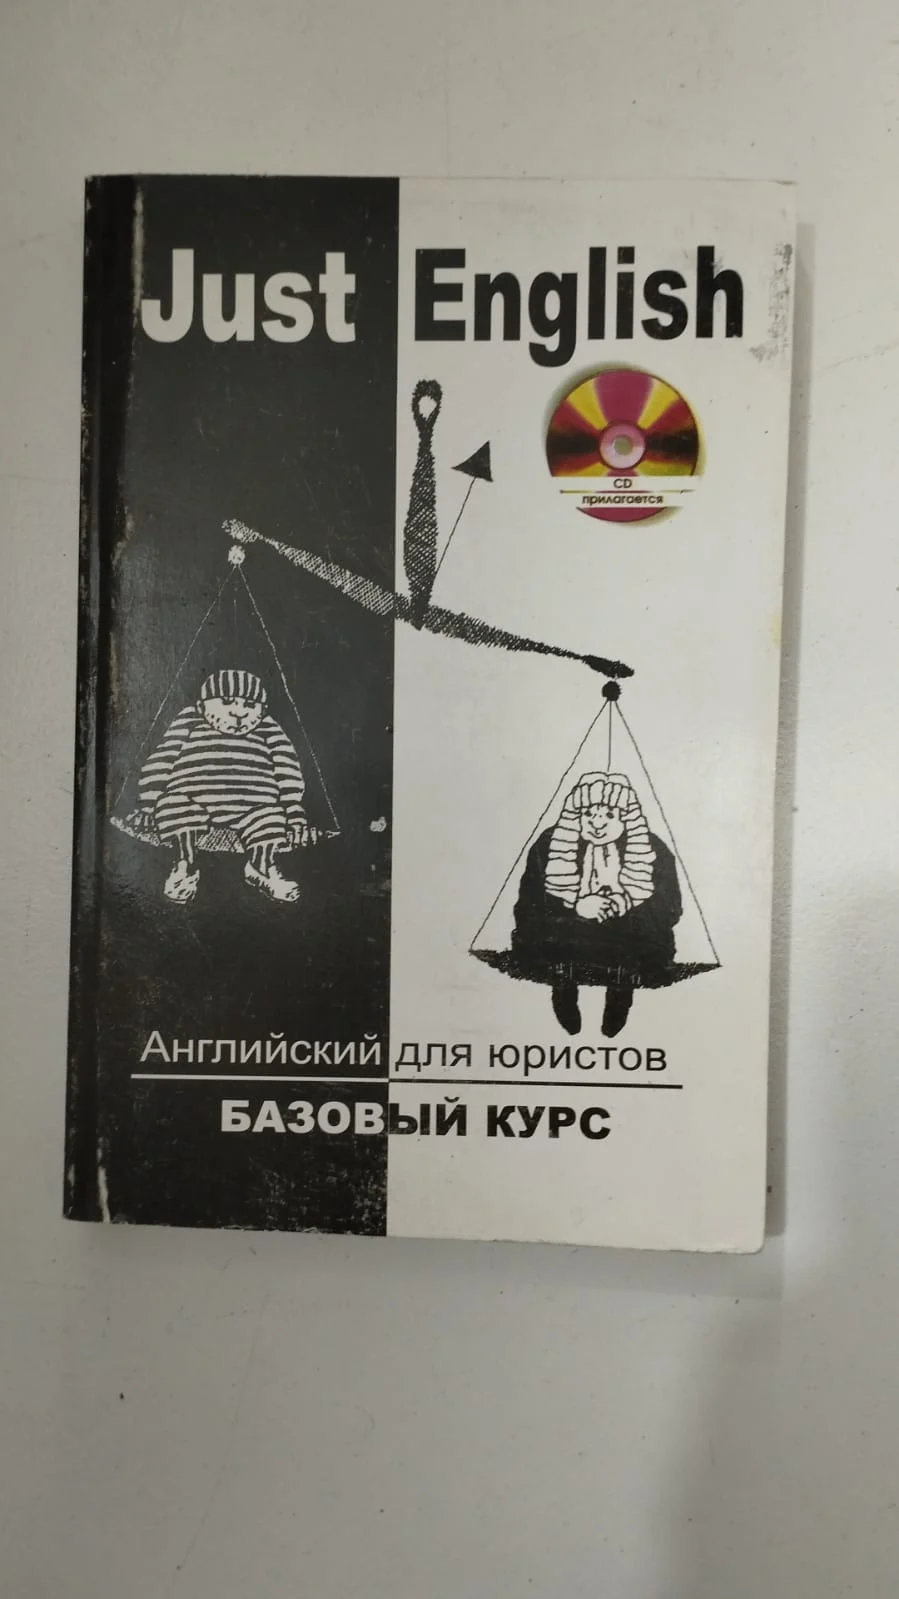 Just English
CD
прилагается
Английский для юристов
БАЗОВЫЙ КУРС